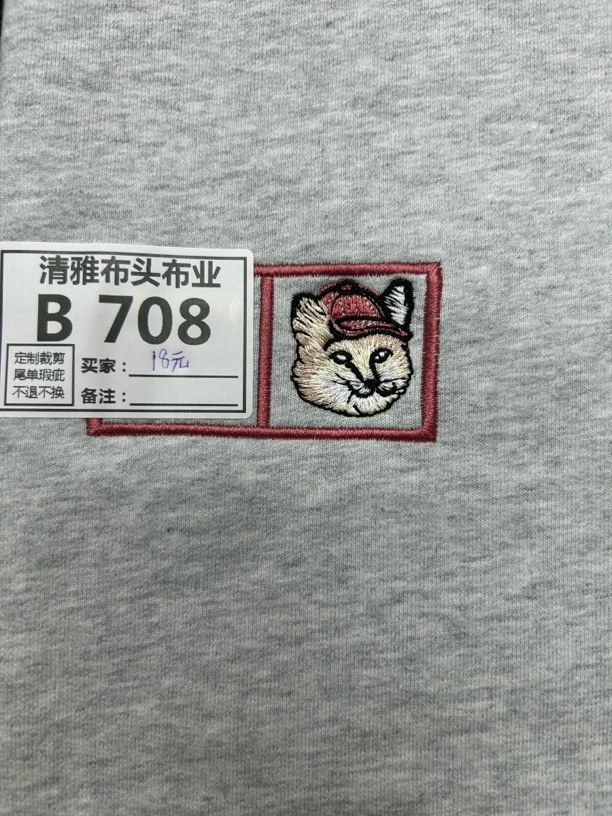 清雅布头布业
B 708
定制裁剪
尾单瑕疵
不退不换
买家：18元
备注：